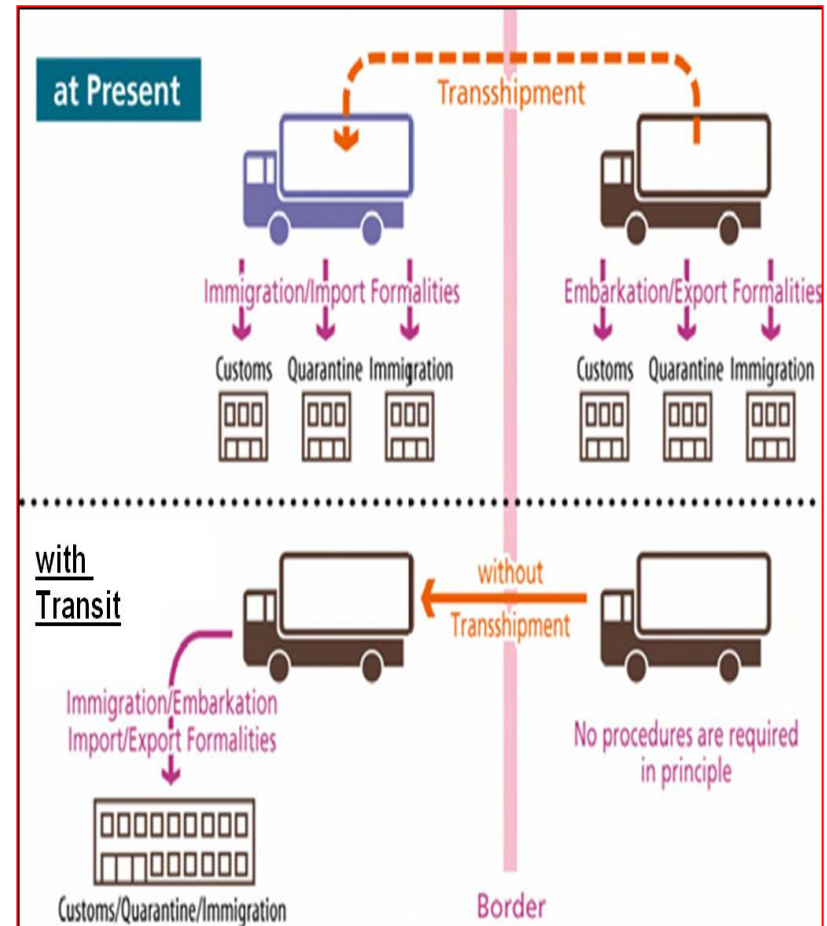 at Present
Transshipment
Immigration/Import Formalities
Embarkation/Export Formalities
Customs Quarantine Immigration
Customs Quarantine Immigration
with
Transit
without
Transshipment
Immigration/Embarkation
Import/Export Formalities
No procedures are required
in principle
Customs/Quarantine/Immigration
Border